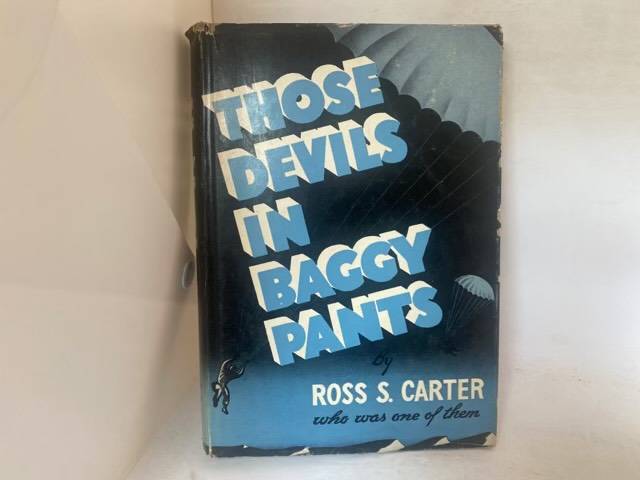 THOSE
DEVILS
IN
BAGGY
PANTS
by
ROSS S. CARTER
who was one of them